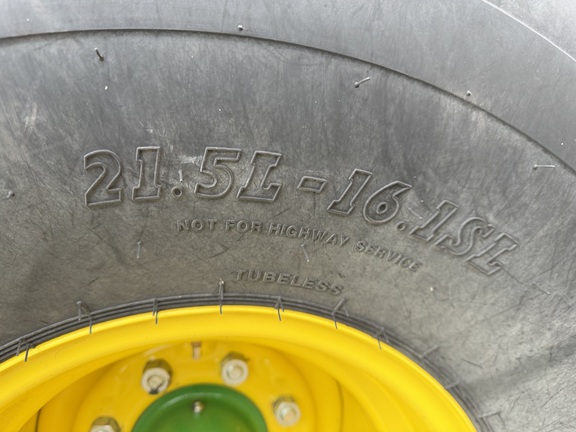 21.5L-16.1SL
NOT FOR HIGHWAY SERVICE
TUBELESS